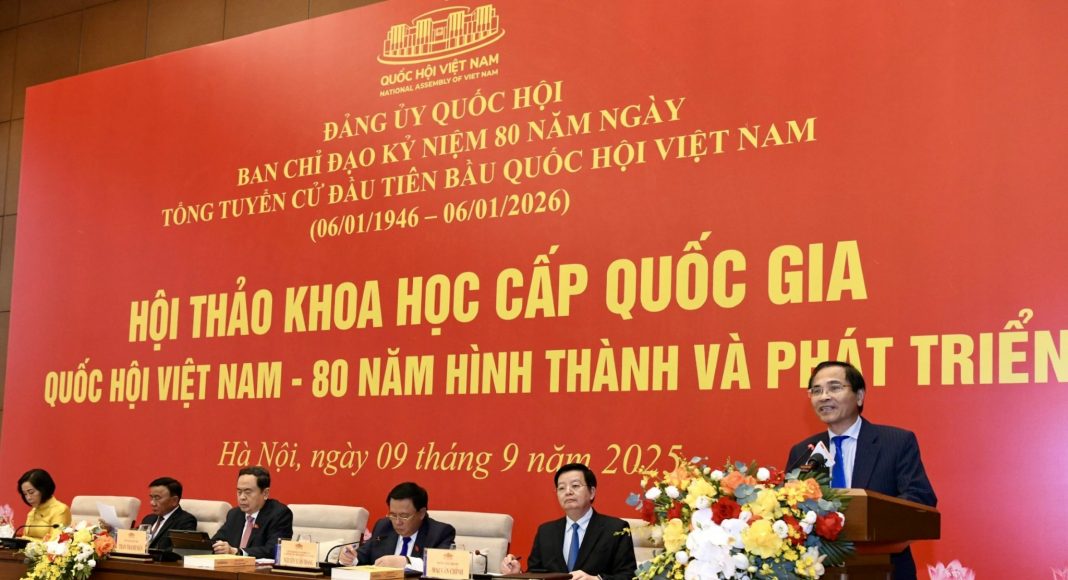 QUỐC HỘI VIỆT NAM
NATIONAL ASSEMBLY OF VIET NAM
ĐẢNG ỦY QUỐC HỘI
BAN CHỈ ĐẠO KỶ NIỆM 80 NĂM NGÀY
TỔNG TUYỂN CỬ ĐẦU TIÊN BẦU QUỐC HỘI VIỆT NAM
(06/01/1946 – 06/01/2026)
HỘI THẢO KHOA HỌC CẤP QUỐC GIA
QUỐC HỘI VIỆT NAM - 80 NĂM HÌNH THÀNH VÀ PHÁT TRIỂN
Hà Nội, ngày 09 tháng 9 năm 2025